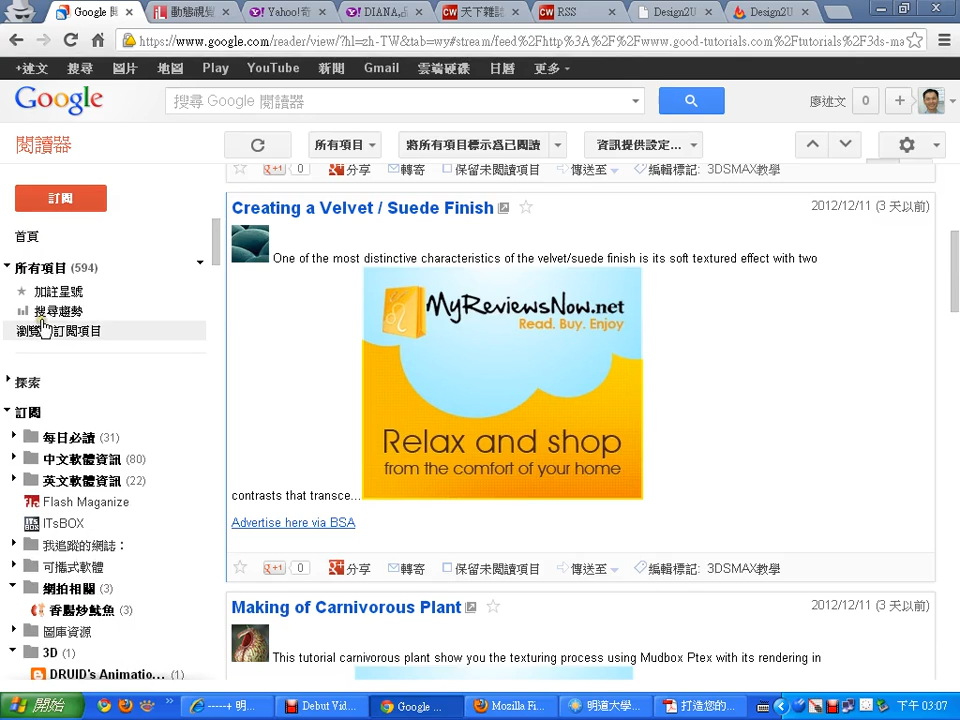 Google 閱
動態視覺
Yahoo!奇
DIANA,品
天下雜誌
RSS
Design2U
Design2U
https://www.google.com/reader/view/?hl=zh-TW&tab=wy#stream/feed%2Fhttp%3A%2F%2Fwww.good-tutorials.com%2Ftutorials%2F3ds-ma
+述文 搜尋 圖片 地圖 Play YouTube 新聞 Gmail 雲端硬碟 日曆 更多
Google
搜尋 Google 閱讀器
廖述文 0 +
閱讀器
所有項目
將所有項目標示為已閱讀
資訊提供設定...
訂閱
首頁
所有項目 (594)
加註星號
搜尋趨勢
瀏覽訂閱項目
探索
訂閱
每日必讀 (31)
中文軟體資訊 (80)
英文軟體資訊 (22)
Flash Maganize
ITsBOX
我追蹤的網誌：
可攜式軟體
網拍相關 (3)
香酥炒魷魚 (3)
圖庫資源
3D (1)
DRUID's Animatio... (1)
+1 0 分享 轉寄 保留未閱讀項目 傳送至 編輯標記: 3DSMAX教學
Creating a Velvet / Suede Finish
2012/12/11 (3 天以前)
One of the most distinctive characteristics of the velvet/suede finish is its soft textured effect with two
MyReviewsNow.net
Read. Buy. Enjoy
Relax and shop
from the comfort of your home
contrasts that transce...
Advertise here via BSA
+1 0 分享 轉寄 保留未閱讀項目 傳送至 編輯標記: 3DSMAX教學
Making of Carnivorous Plant
2012/12/11 (3 天以前)
This tutorial carnivorous plant show you the texturing process using Mudbox Ptex with its rendering in
開始
-----+ 明...
Debut Vid...
Google ...
Mozilla Fi...
明道大學...
打造您的...
下午 03:07